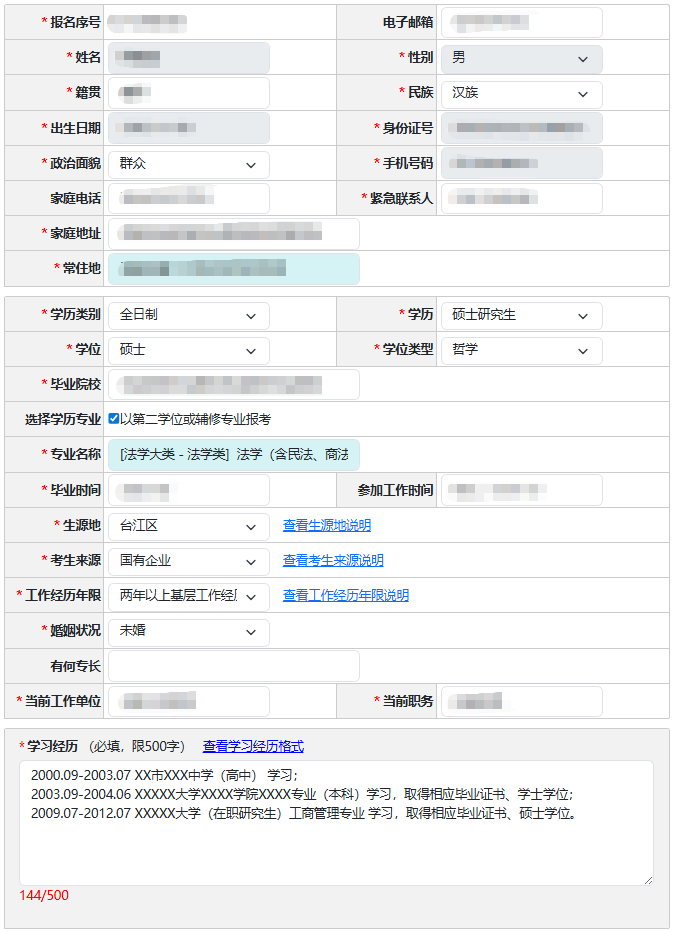 * 报名序号 电子邮箱
* 姓名 * 性别 男
* 籍贯 * 民族 汉族
* 出生日期 * 身份证号
* 政治面貌 群众 * 手机号码
家庭电话 * 紧急联系人
* 家庭地址
* 常住地
* 学历类别 全日制 * 学历 硕士研究生
* 学位 硕士 * 学位类型 哲学
* 毕业院校
选择学历专业 以第二学位或辅修专业报考
* 专业名称 [法学大类 - 法学类] 法学（含民法、商法
* 毕业时间 参加工作时间
* 生源地 台江区 查看生源地说明
* 考生来源 国有企业 查看考生来源说明
* 工作经历年限 两年以上基层工作经历 查看工作经历年限说明
* 婚姻状况 未婚
有何专长
* 当前工作单位 * 当前职务
* 学习经历 （必填，限500字） 查看学习经历格式
2000.09-2003.07 XX市XXX中学（高中） 学习；
2003.09-2004.06 XXXXX大学XXXX学院XXXX专业（本科）学习，取得相应毕业证书、学士学位；
2009.07-2012.07 XXXXX大学（在职研究生）工商管理专业 学习，取得相应毕业证书、硕士学位。
144/500